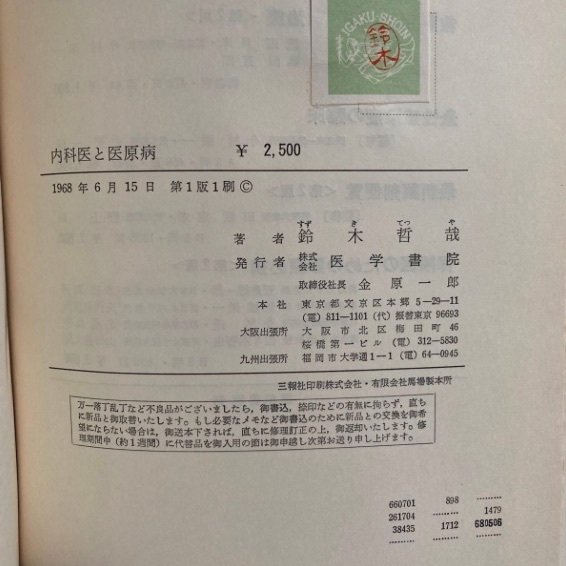 IGAKU-SHOIN
鈴木
内科医と医原病 ¥ 2,500
1968年6月15日 第1版1刷 ©
すず き てつ や
著者 鈴木哲哉
発行者 株式会社 医学書院
取締役社長 金原一郎
本社 東京都文京区本郷 5-29-11
(電) 811-1101 (代) 振替東京 96693
大阪出張所 大阪市北区梅田町 46
桜橋第一ビル (電) 312-5830
九州出張所 福岡市大学通 1-1 (電) 64-0945
三報社印刷株式会社・有限会社馬場製本所
万一落丁乱丁など不良品がございましたら,御書込,捺印などの有無に拘らず,直ち
に新品と御取替いたします。もし必要なメモなど御書込のために新品との交換を御希
望にならない場合は,御送本下されば,直ちに修理訂正の上,御返却いたします。修
理期間中(約1週間)に代替品を御入用の節は御申越し次第お送り申し上げます。
660701 898 .........
261704 ......... 1479
38435 1712 680506
......... ......... .........